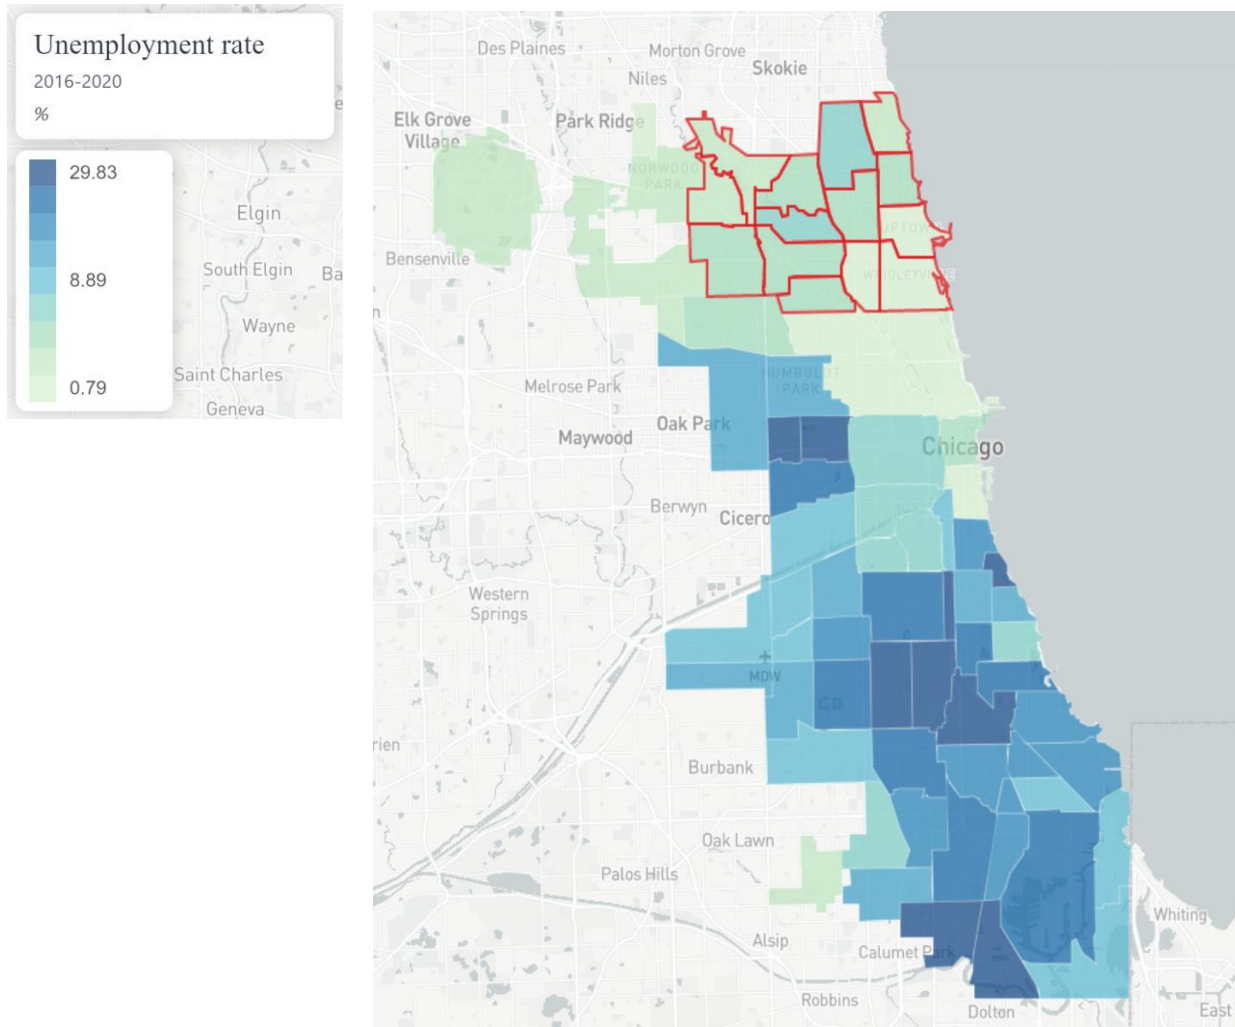 Unemployment rate
2016-2020
%
29.83
8.89
0.79
Elgin
South Elgin
Ba
Wayne
Saint Charles
Geneva
e
Des Plaines
Morton Grove
Skokie
Niles
Elk Grove
Village
Park Ridge
NORWOOD
PARK
Bensenville
UPTOWN
WRIGLEYVILLE
n
Melrose Park
HUMBOLDT
PARK
Oak Park
Maywood
Chicago
Berwyn
Cicero
Western
Springs
MDW
rien
Burbank
Oak Lawn
Palos Hills
Alsip
Calumet Park
Whiting
Robbins
Dolton
East